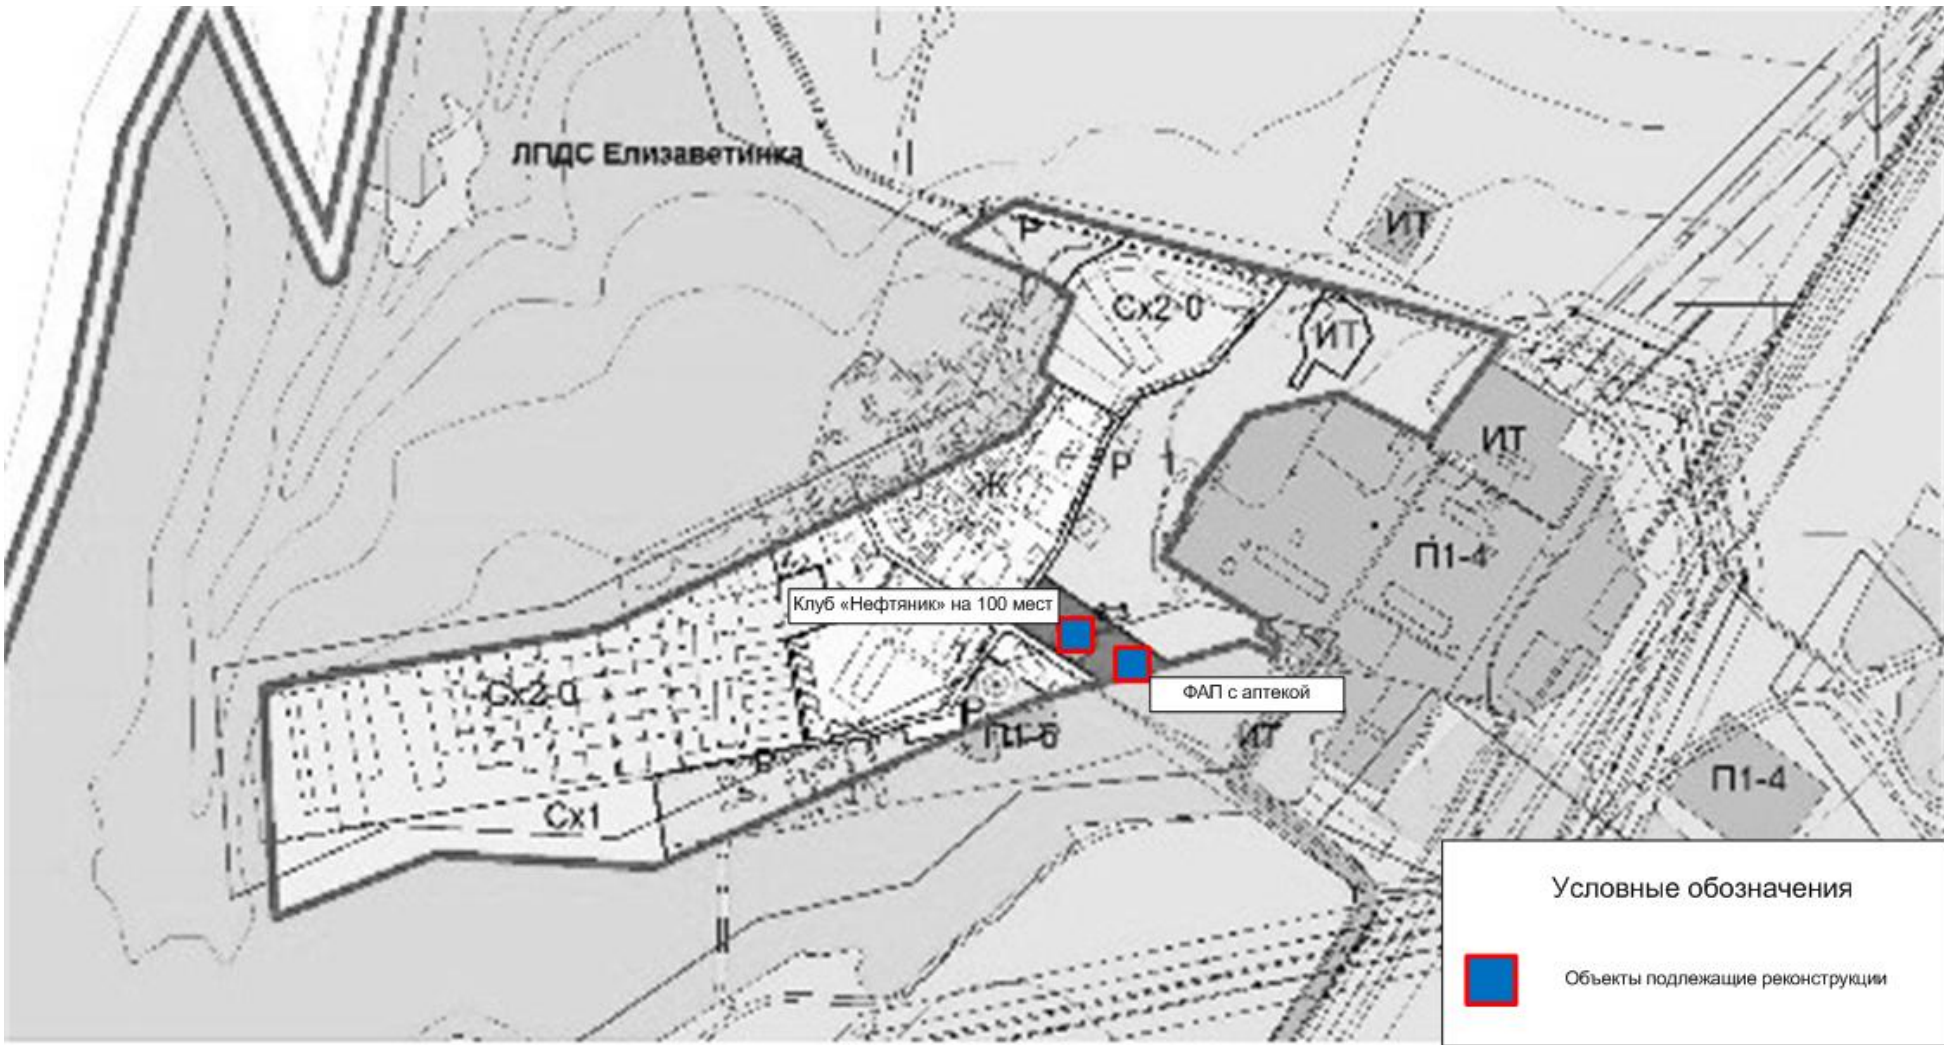 ЛПДС Елизаветинка
Р
ИТ
Сх2-0
ИТ
ИТ
Р
Ж
П1-4
Клуб «Нефтяник» на 100 мест
ФАП с аптекой
Сх2-0
Р
П1-5
ИТ
П1-4
Р
Сх1
Условные обозначения
Объекты подлежащие реконструкции